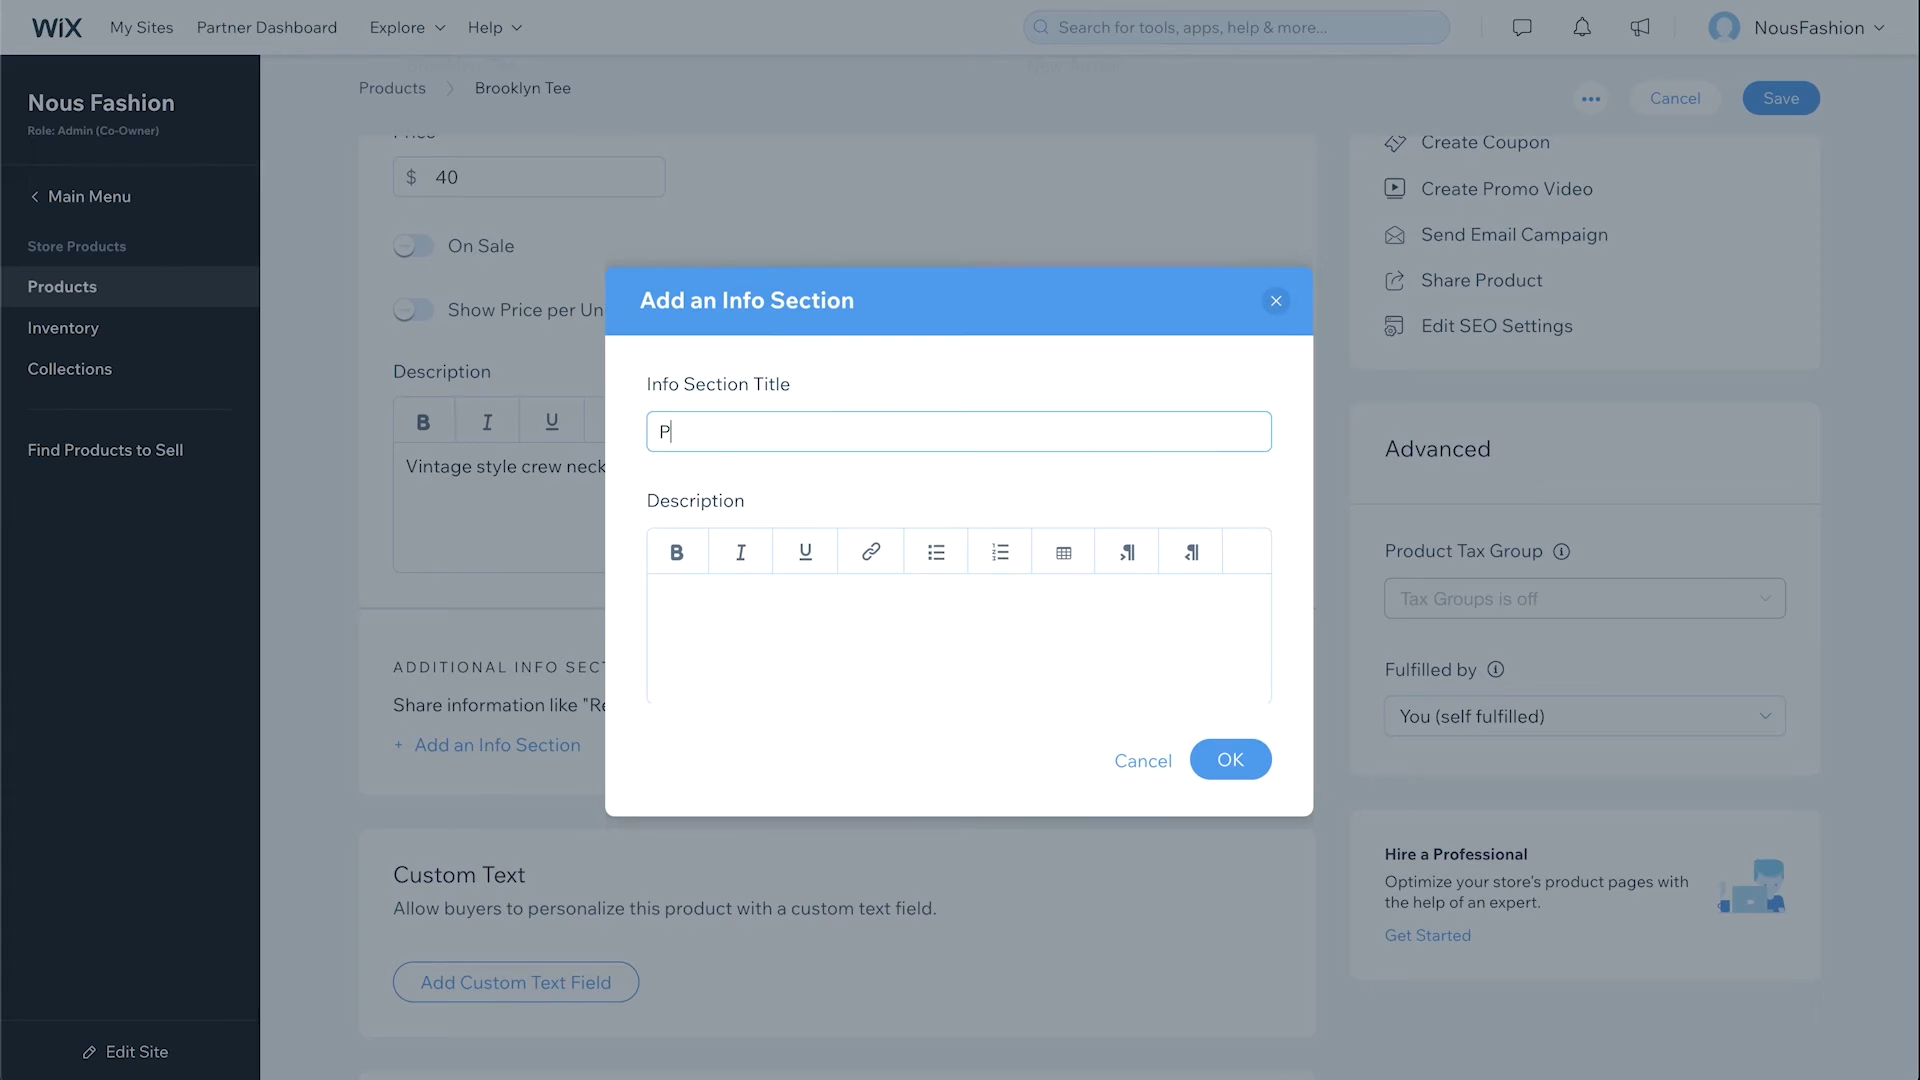 WiX My Sites Partner Dashboard Explore Help Search for tools, apps, help & more... NousFashion
Nous Fashion
Role: Admin (Co-Owner)
Main Menu
Store Products
Products
Inventory
Collections
Find Products to Sell
Edit Site
Products Brooklyn Tee
Cancel Save
Price
$ 40
On Sale
Show Price per Un
Description
B I U
Vintage style crew neck
ADDITIONAL INFO SECT
Share information like "Re
+ Add an Info Section
Custom Text
Allow buyers to personalize this product with a custom text field.
Add Custom Text Field
Add an Info Section
Info Section Title
P
Description
B I U
Cancel OK
Create Coupon
Create Promo Video
Send Email Campaign
Share Product
Edit SEO Settings
Advanced
Product Tax Group
Tax Groups is off
Fulfilled by
You (self fulfilled)
Hire a Professional
Optimize your store's product pages with
the help of an expert.
Get Started